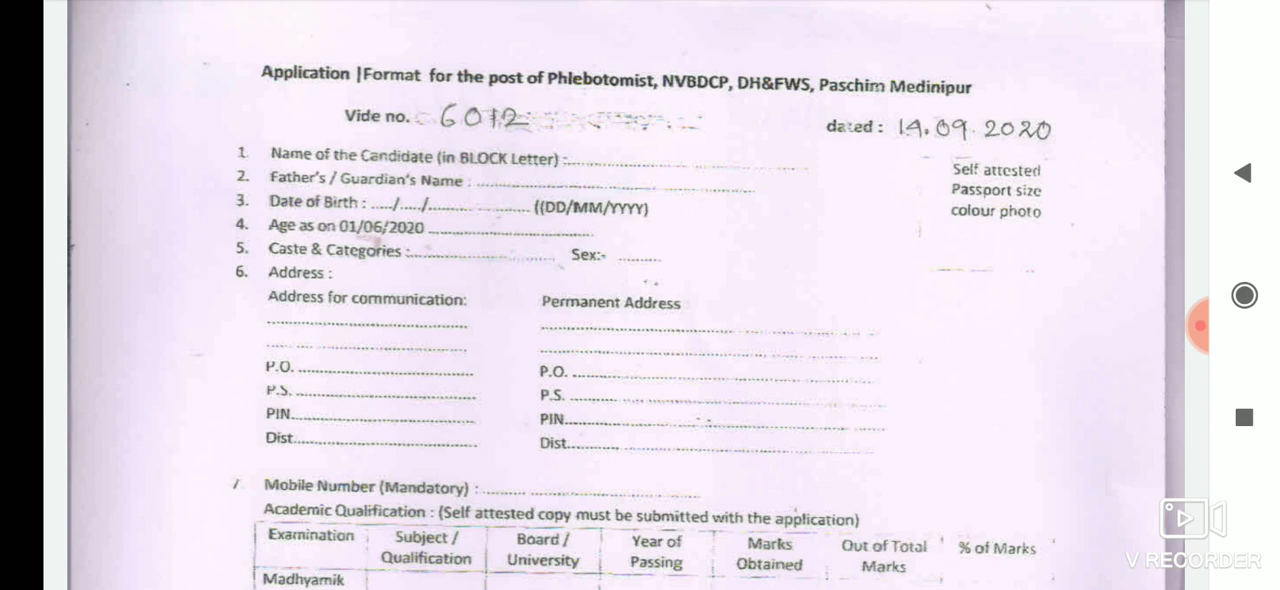 Application |Format for the post of Phlebotomist, NVBDCP, DH&FWS, Paschim Medinipur
Vide no. 6012 dated : 14.09.2020
1. Name of the Candidate (in BLOCK Letter) :
Self attested
Passport size
colour photo
2. Father's / Guardian's Name :
3. Date of Birth : ...../...../..................... ((DD/MM/YYYY)
4. Age as on 01/06/2020
5. Caste & Categories : Sex:-
6. Address :
Address for communication: Permanent Address
P.O. P.O.
P.S. P.S.
PIN PIN
Dist Dist
7 Mobile Number (Mandatory) :
Academic Qualification : (Self attested copy must be submitted with the application)
Examination Subject / Qualification Board / University Year of Passing Marks Obtained Out of Total Marks % of Marks
Madhyamik
V RECORDER